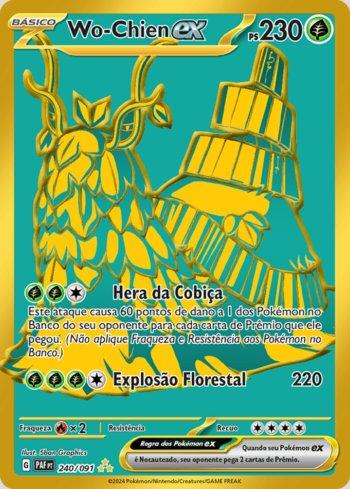 BÁSICO Wo-Chien ex PS 230
Hera da Cobiça
Este ataque causa 60 pontos de dano a 1 dos Pokémon no
Banco do seu oponente para cada carta de Prêmio que ele
pegou. (Não aplique Fraqueza e Resistência aos Pokémon no
Banco.)
Explosão Florestal 220
Fraqueza ×2 Resistência Recuo
Ilust. 5ban Graphics
Regra dos Pokémon ex
Quando seu Pokémon ex
é Nocauteado, seu oponente pega 2 cartas de Prêmio.
G PAF PT 240/091
©2024 Pokémon/Nintendo/Creatures/GAME FREAK